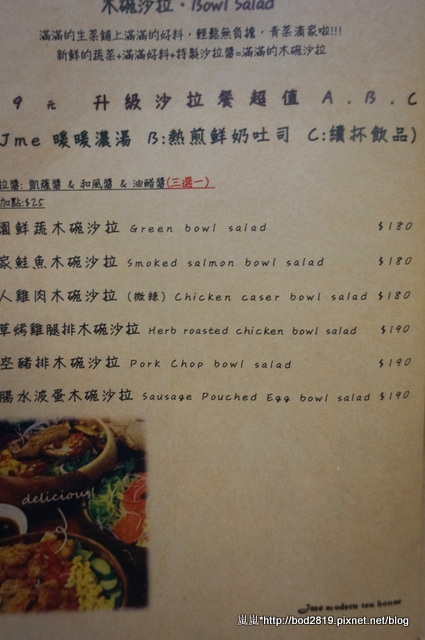 木碗沙拉・Bowl Salad
滿滿的生菜鋪上滿滿的好料，輕鬆無負擔，青菜滴家啦!!!
新鮮的蔬菜+滿滿好料+特製沙拉醬=滿滿的木碗沙拉
9 元 升級沙拉餐超值 A.B.C
Jme 暖暖濃湯 B:熱煎鮮奶吐司 C:續杯飲品)
拉醬: 凱薩醬 & 和風醬 & 油醋醬(三選一)
加點:$25
園鮮蔬木碗沙拉 Green bowl salad $180
家鮭魚木碗沙拉 Smoked salmon bowl salad $180
人雞肉木碗沙拉 (微辣) Chicken caser bowl salad $180
草烤雞腿排木碗沙拉 Herb roasted chicken bowl salad $190
豬排木碗沙拉 Pork Chop bowl salad $190
腸水波蛋木碗沙拉 Sausage Pouched Egg bowl salad $190
delicious!
Jme modern tea house
嵐嵐*http://bod2819.pixnet.net/blog